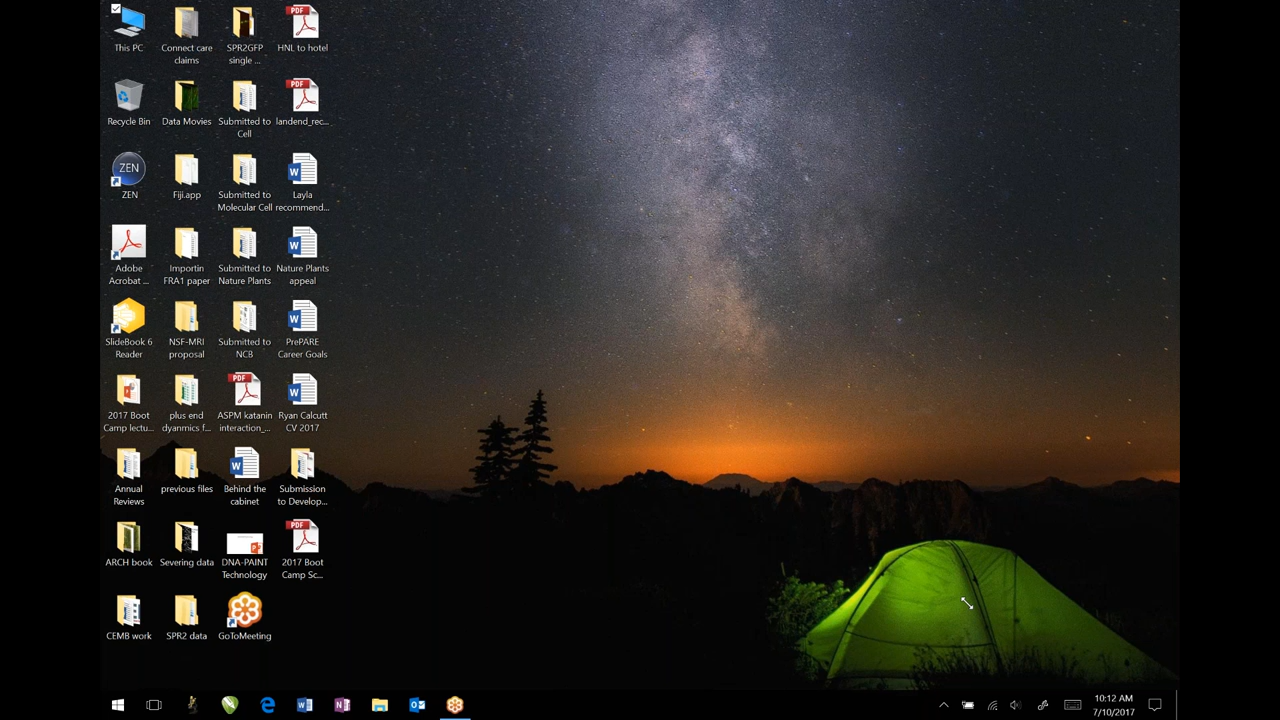 This PC
Connect care
claims
SPR2GFP
single ...
PDF
HNL to hotel
Recycle Bin
Data Movies
Submitted to
Cell
PDF
landend_rec...
ZEN
ZEN
Fiji.app
Submitted to
Molecular Cell
W
Layla
recommend...
Adobe
Acrobat ...
Importin
FRA1 paper
Submitted to
Nature Plants
W
Nature Plants
appeal
SlideBook 6
Reader
NSF-MRI
proposal
Submitted to
NCB
W
PrePARE
Career Goals
2017 Boot
Camp lectu...
plus end
dyanmics f...
PDF
ASPM katanin
interaction_...
W
Ryan Calcutt
CV 2017
Annual
Reviews
previous files
W
Behind the
cabinet
Submission
to Develop...
ARCH book
Severing data
DNA-PAINT
Technology
PDF
2017 Boot
Camp Sc...
CEMB work
SPR2 data
GoToMeeting
10:12 AM
7/10/2017